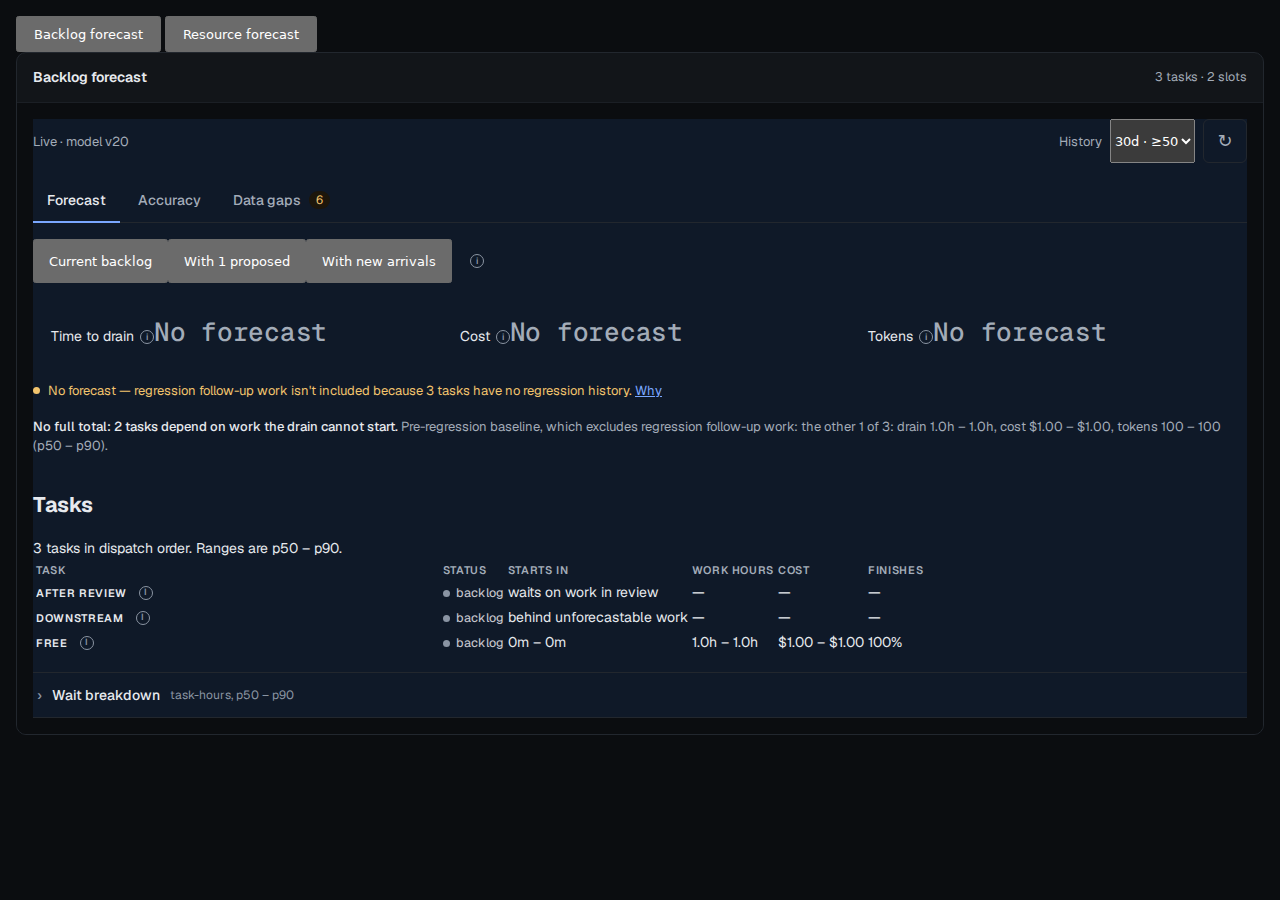 Backlog forecast Resource forecast
Backlog forecast 3 tasks · 2 slots
Live · model v20 History 30d · ≥50 ↻
Forecast Accuracy Data gaps 6
Current backlog With 1 proposed With new arrivals i
Time to drain i No forecast Cost i No forecast Tokens i No forecast
No forecast — regression follow-up work isn't included because 3 tasks have no regression history. Why
No full total: 2 tasks depend on work the drain cannot start. Pre-regression baseline, which excludes regression follow-up work: the other 1 of 3: drain 1.0h – 1.0h, cost $1.00 – $1.00, tokens 100 – 100
(p50 – p90).
Tasks
3 tasks in dispatch order. Ranges are p50 – p90.
TASK STATUS STARTS IN WORK HOURS COST FINISHES
AFTER REVIEW I backlog waits on work in review — — —
DOWNSTREAM I backlog behind unforecastable work — — —
FREE I backlog 0m – 0m 1.0h – 1.0h $1.00 – $1.00 100%
› Wait breakdown task-hours, p50 – p90